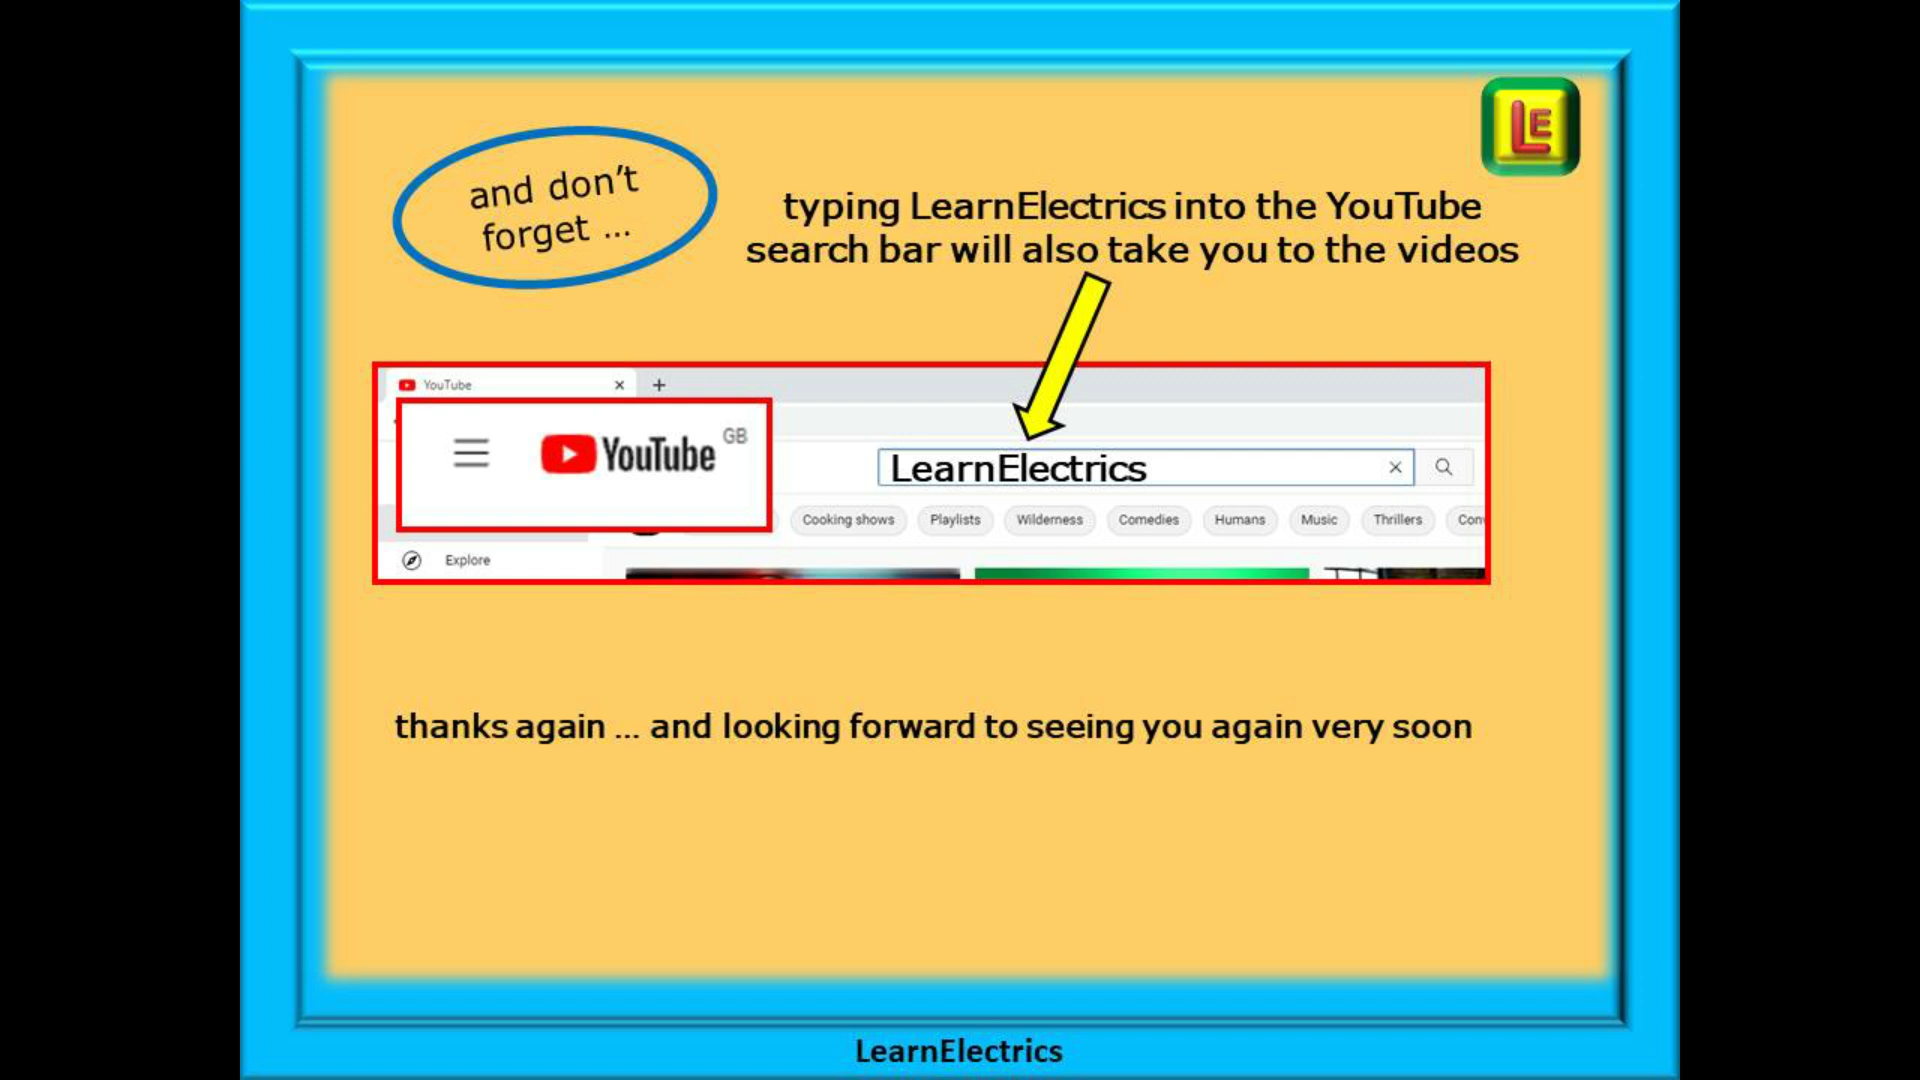 LE
and don't
forget ...
typing LearnElectrics into the YouTube
search bar will also take you to the videos
YouTube
YouTube GB
LearnElectrics
Cooking shows Playlists Wilderness Comedies Humans Music Thrillers
Explore
thanks again ... and looking forward to seeing you again very soon
LearnElectrics